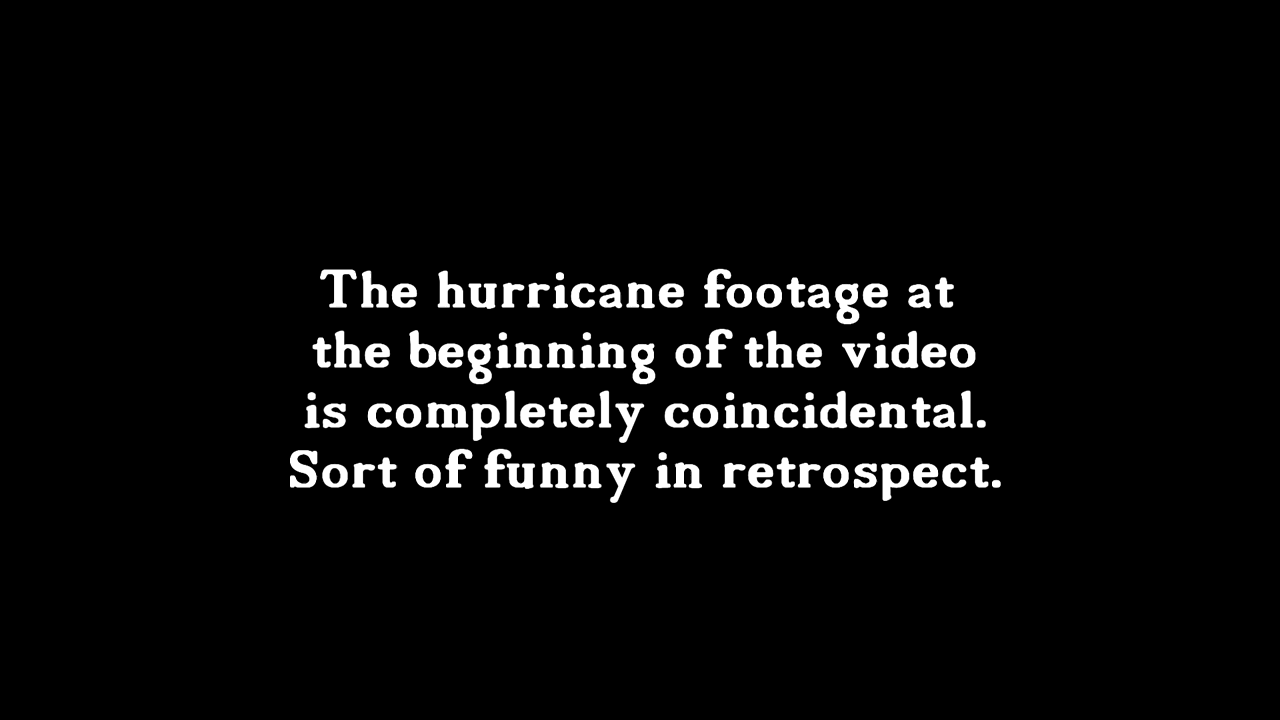 The hurricane footage at
the beginning of the video
is completely coincidental.
Sort of funny in retrospect.